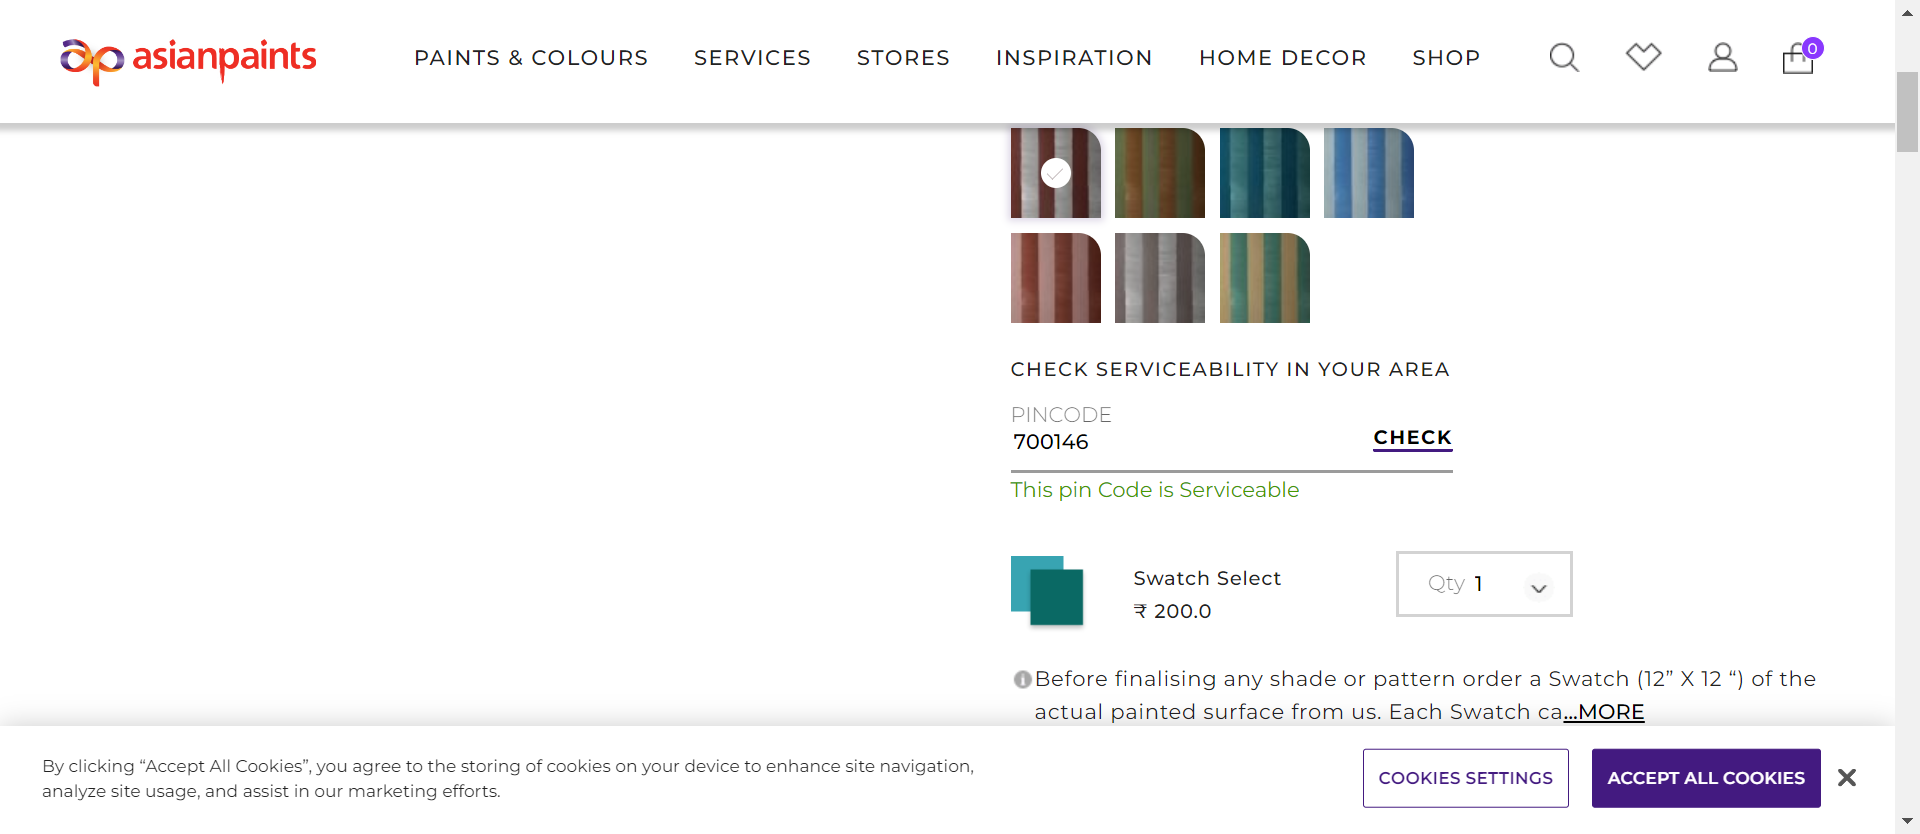 asianpaints
PAINTS & COLOURS
SERVICES
STORES
INSPIRATION
HOME DECOR
SHOP
0
CHECK SERVICEABILITY IN YOUR AREA
PINCODE
700146
CHECK
This pin Code is Serviceable
Swatch Select
₹ 200.0
Qty 1
Before finalising any shade or pattern order a Swatch (12” X 12 “) of the
actual painted surface from us. Each Swatch ca...MORE
By clicking “Accept All Cookies”, you agree to the storing of cookies on your device to enhance site navigation,
analyze site usage, and assist in our marketing efforts.
COOKIES SETTINGS
ACCEPT ALL COOKIES